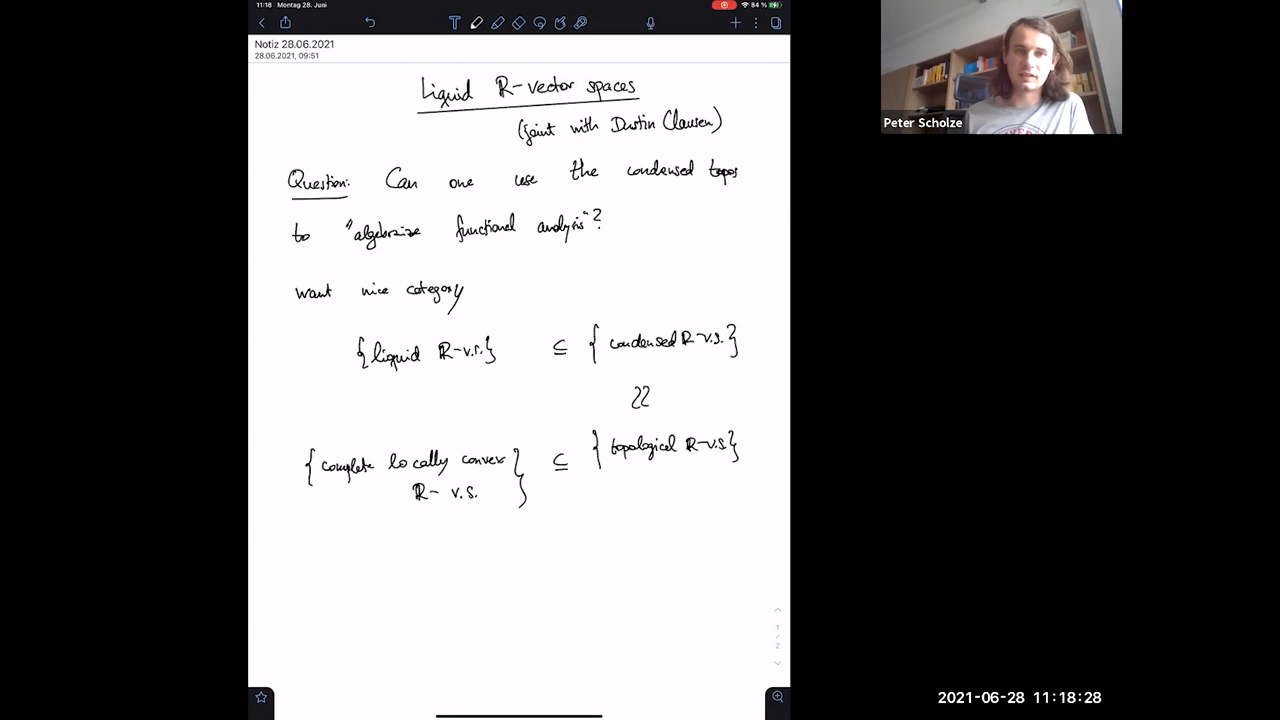 11:18 Montag 28. Juni
84 %
Notiz 28.06.2021
28.06.2021, 09:51
Liquid ℝ-vector spaces
(joint with Dustin Clausen)
Question: Can one use the condensed topos
to "algebraize functional analysis"?
want nice category
{liquid ℝ-v.s.} ⊆ {condensed ℝ-v.s.}
{complete locally convex ℝ-v.s.} ⊆ {topological ℝ-v.s}
1
/
2
Peter Scholze
2021-06-28 11:18:28